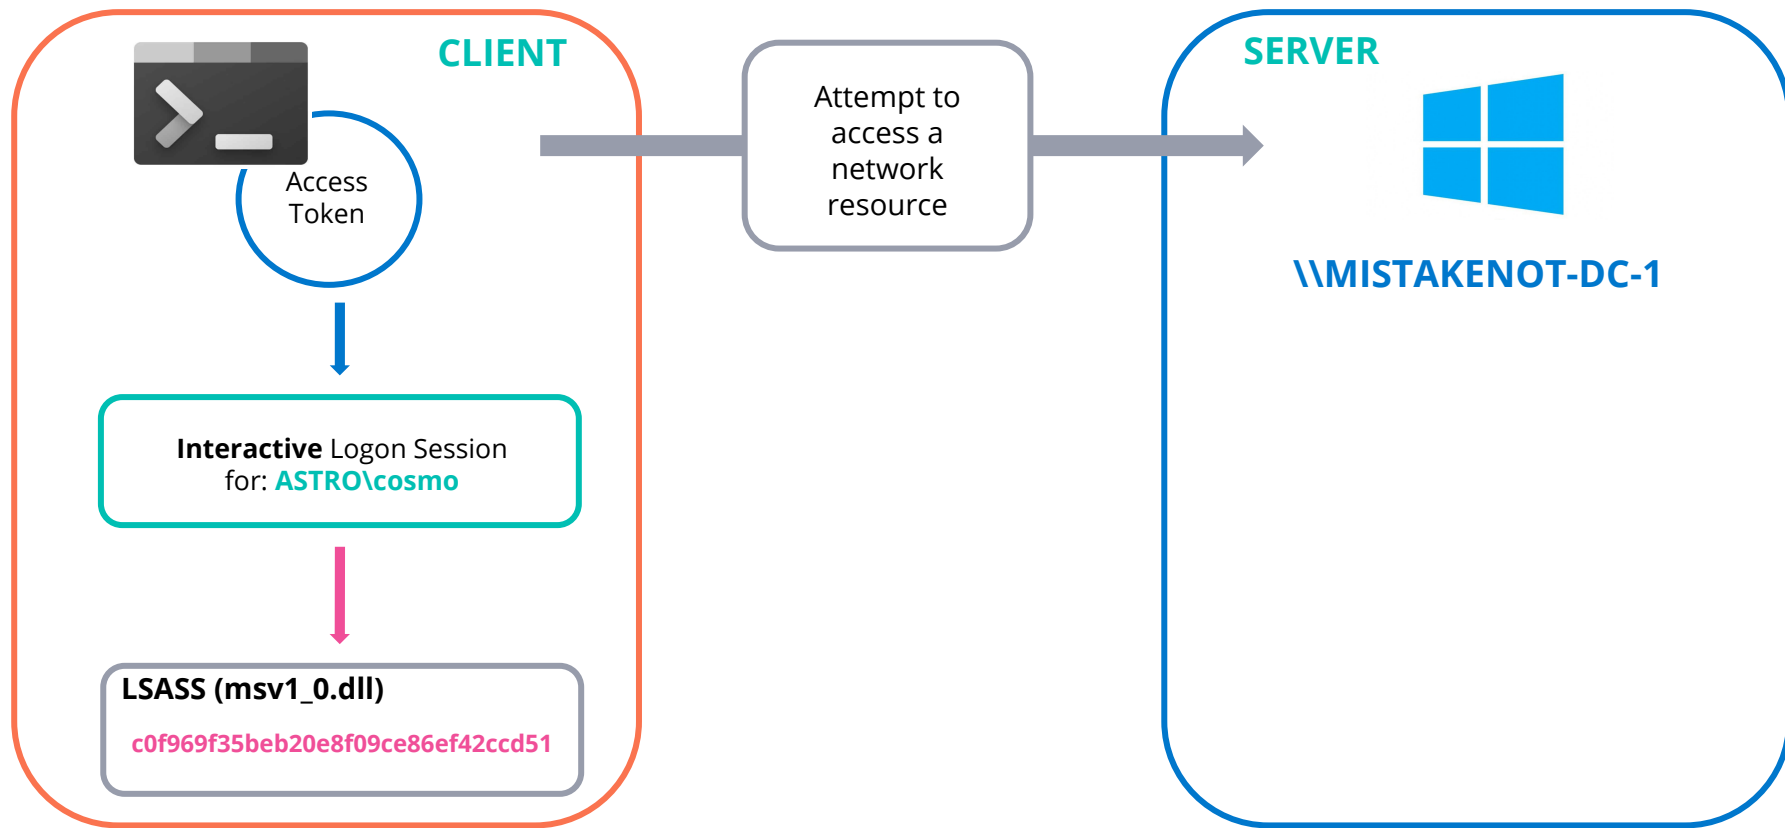 CLIENT
Access
Token
Interactive Logon Session
for: ASTRO\cosmo
LSASS (msv1_0.dll)
c0f969f35beb20e8f09ce86ef42ccd51
Attempt to
access a
network
resource
SERVER
\\MISTAKENOT-DC-1